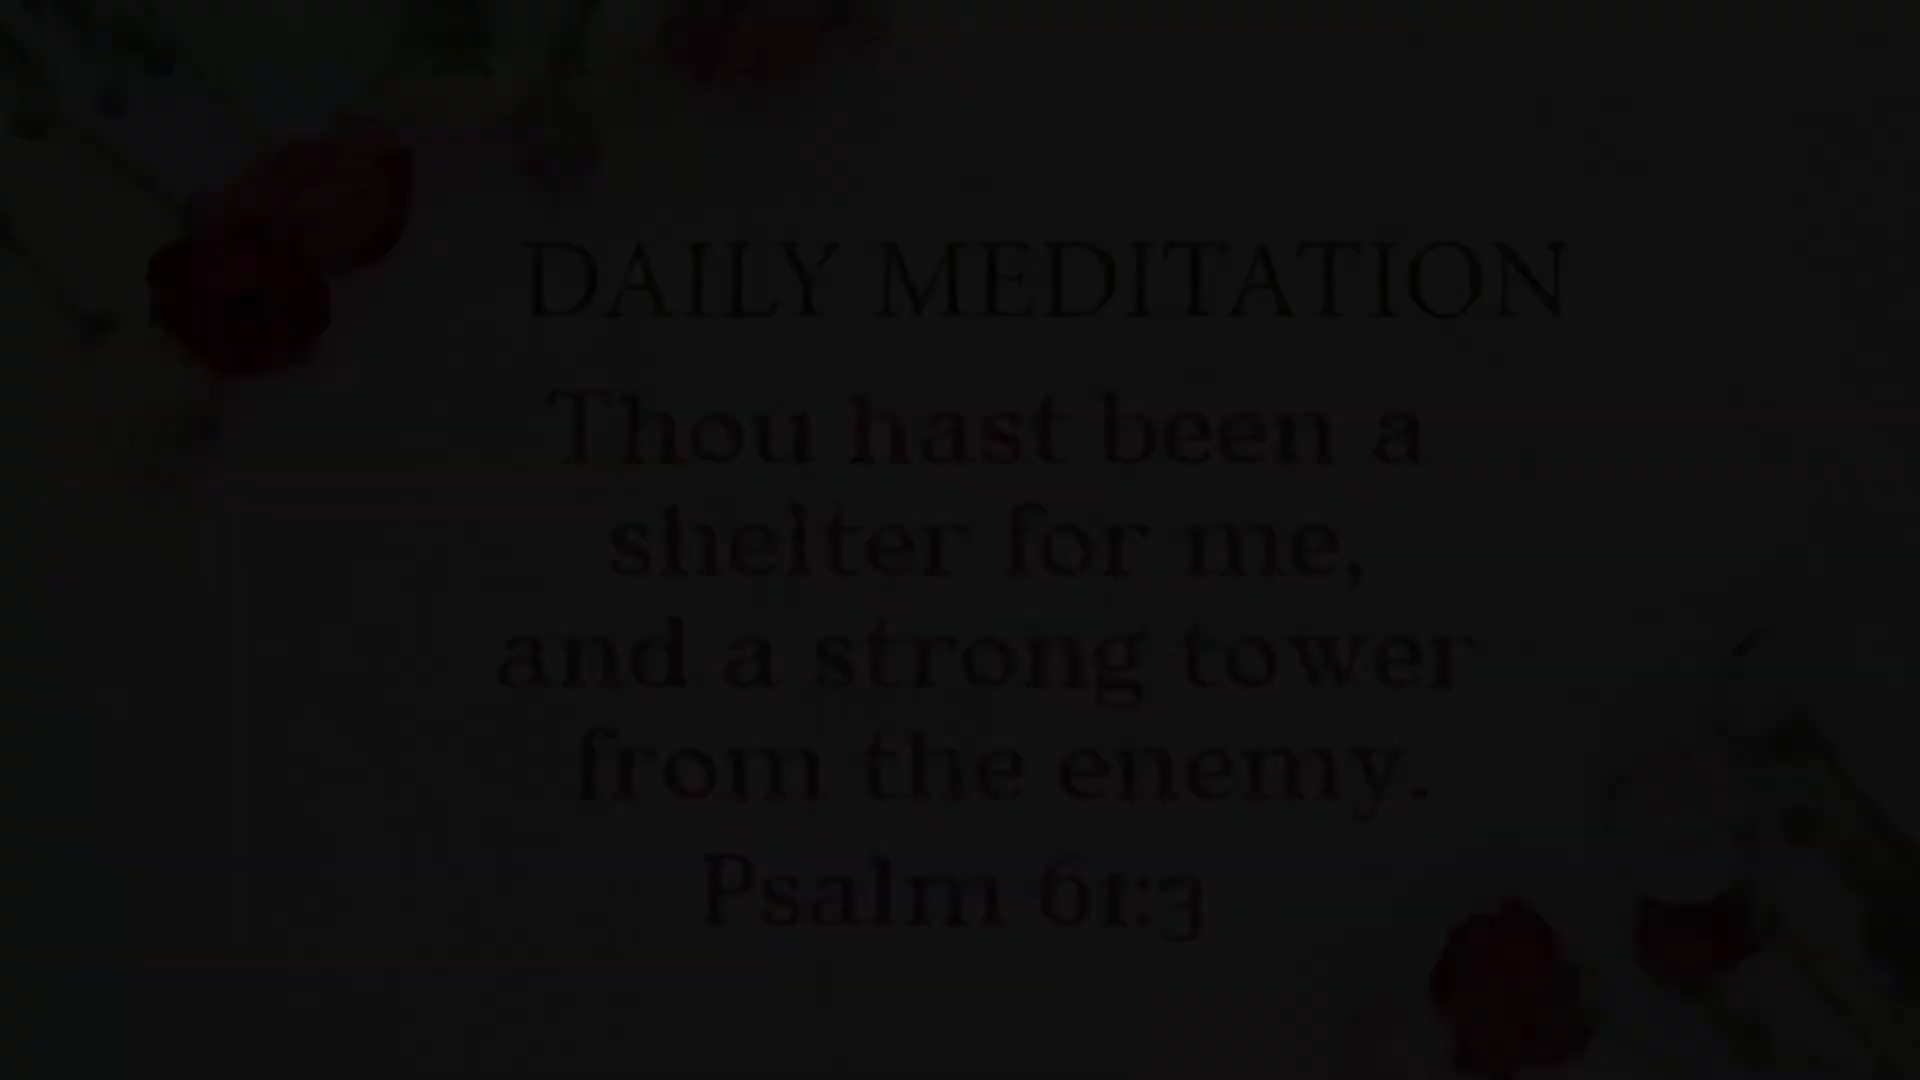 DAILY MEDITATION
Thou hast been a
shelter for me,
and a strong tower
from the enemy.
Psalm 61:3